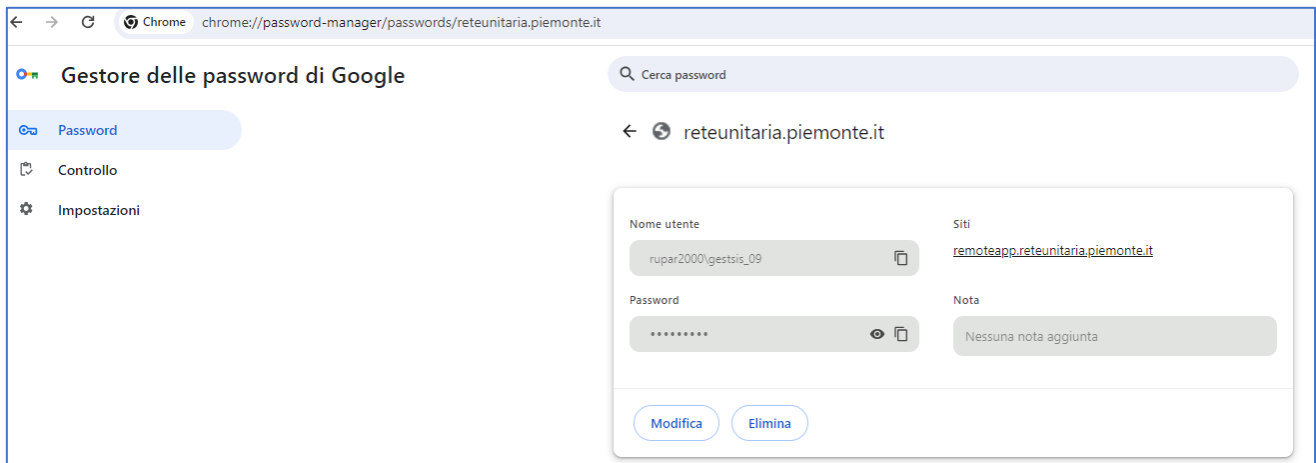 Chrome chrome://password-manager/passwords/reteunitaria.piemonte.it
Gestore delle password di Google
Cerca password
Password
Controllo
Impostazioni
reteunitaria.piemonte.it
Nome utente
rupar2000\gestsis_09
Siti
remoteapp.reteunitaria.piemonte.it
Password
•••••••••
Nota
Nessuna nota aggiunta
Modifica
Elimina